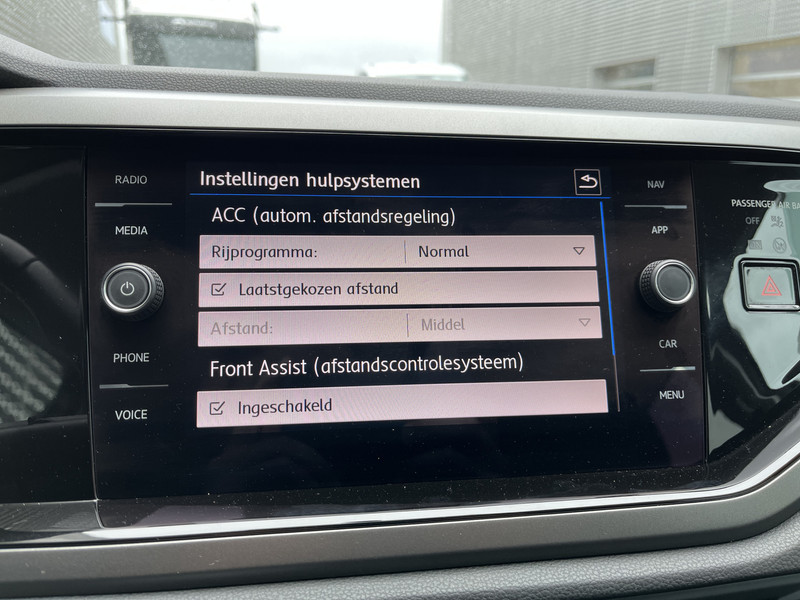 RADIO
MEDIA
PHONE
VOICE
Instellingen hulpsystemen
ACC (autom. afstandsregeling)
Rijprogramma: Normal
Laatstgekozen afstand
Afstand: Middel
Front Assist (afstandscontrolesysteem)
Ingeschakeld
NAV
APP
CAR
MENU
PASSENGER AIR BA
OFF